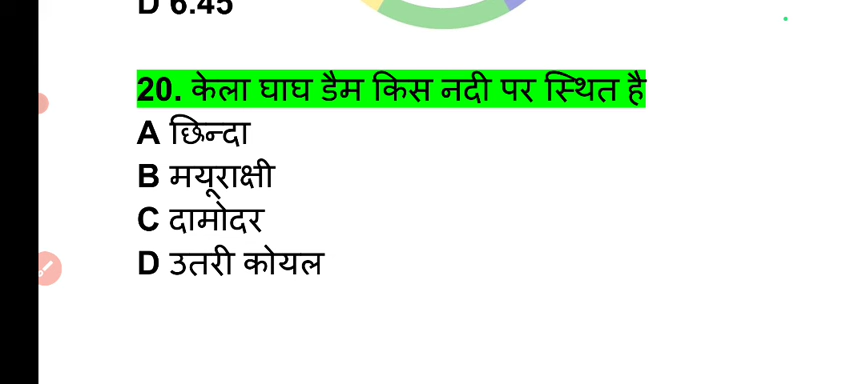 D 6.45
20. केला घाघ डैम किस नदी पर स्थित है
A छिन्दा
B मयूराक्षी
C दामोदर
D उतरी कोयल